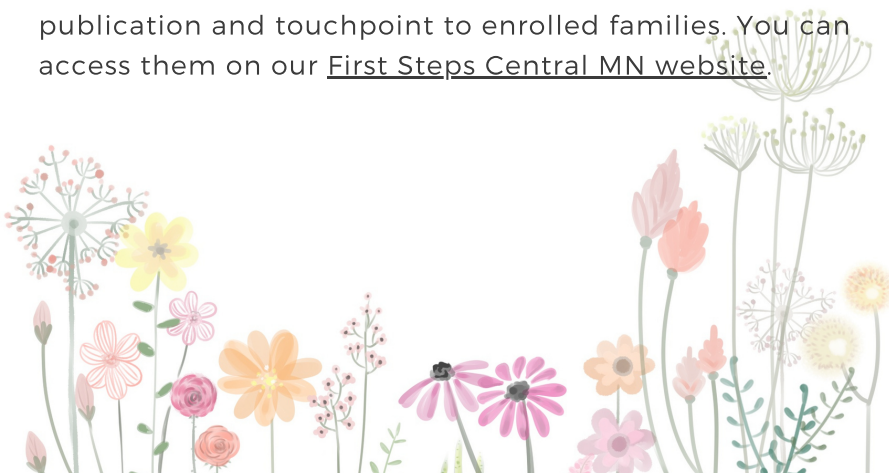 publication and touchpoint to enrolled families. You can
access them on our First Steps Central MN website.